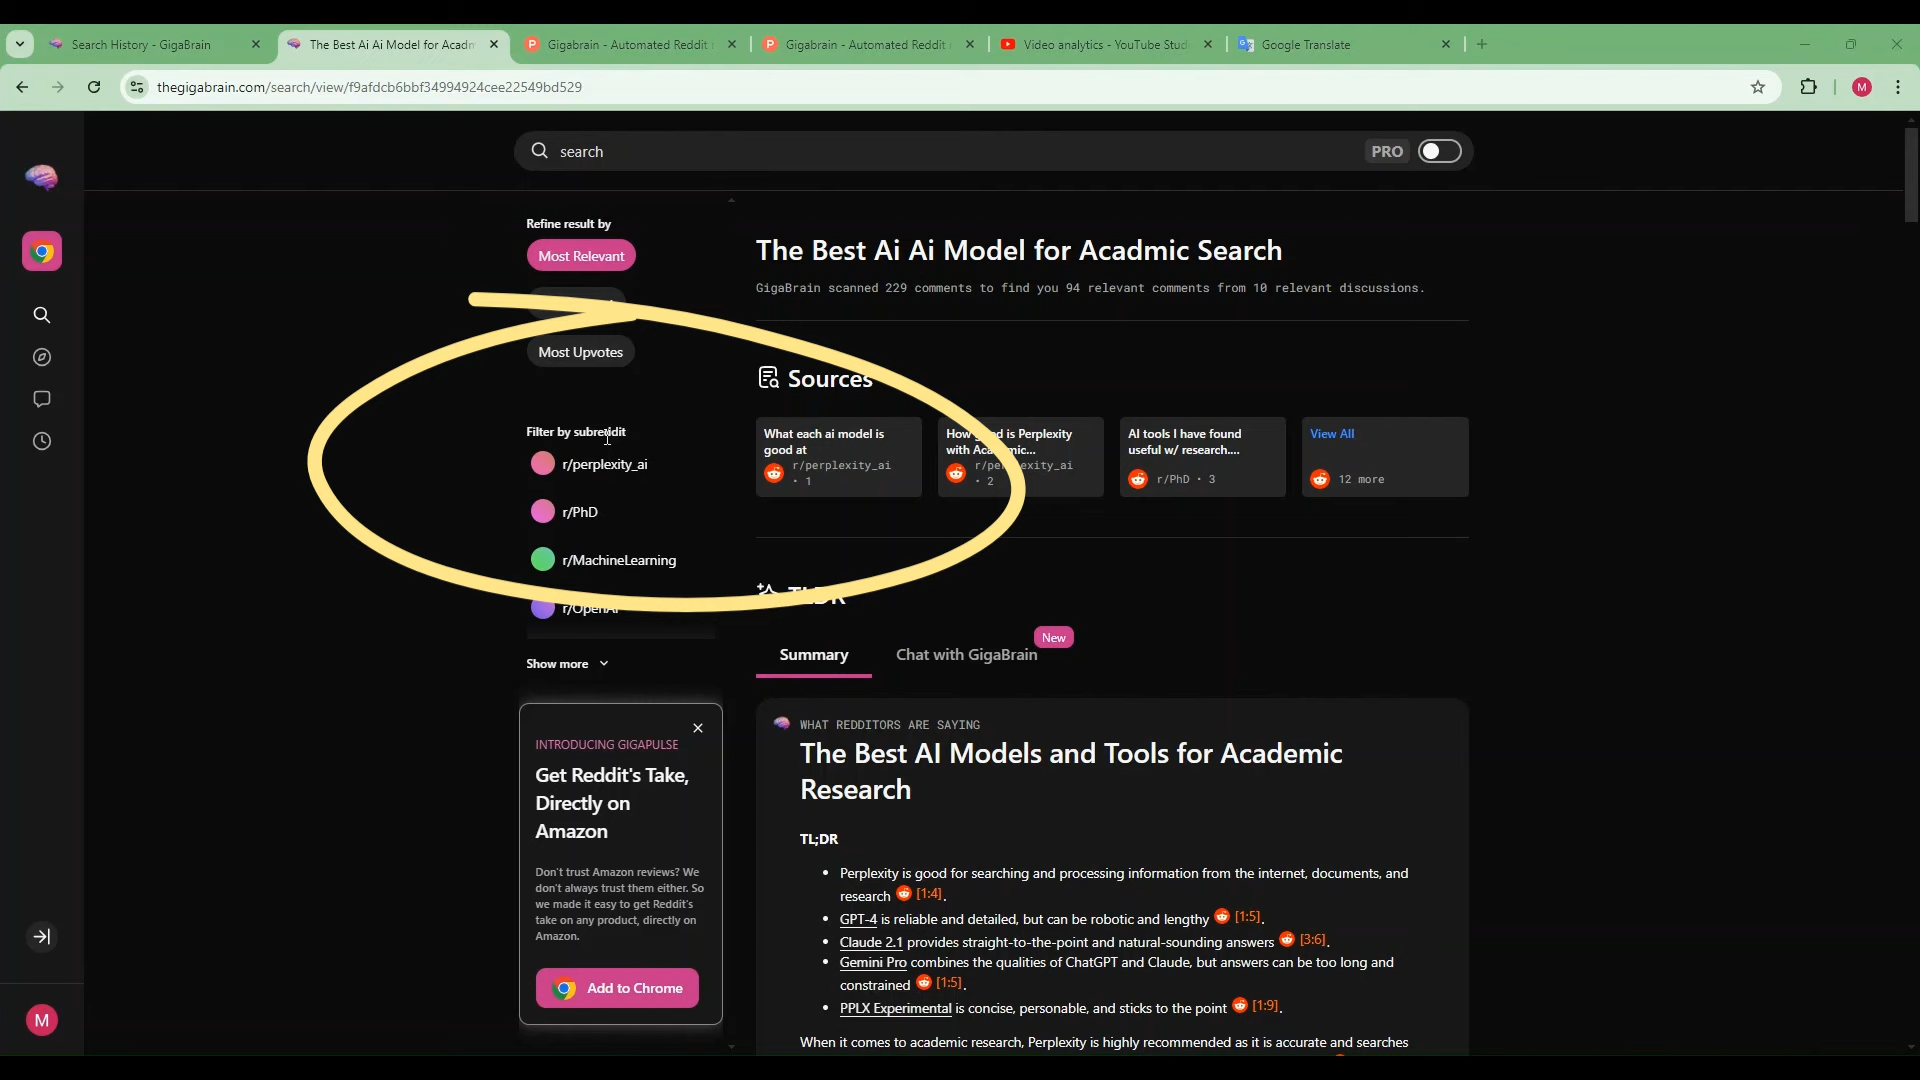 Search History - GigaBrain
The Best Ai Ai Model for Acadm
Gigabrain - Automated Reddit
Gigabrain - Automated Reddit
Video analytics - YouTube Stud
Google Translate
thegigabrain.com/search/view/f9afdcb6bbf34994924cee22549bd529
M
search
PRO
Refine result by
Most Relevant
Most Upvotes
Filter by subreddit
r/perplexity_ai
r/PhD
r/MachineLearning
r/OpenAI
Show more
INTRODUCING GIGAPULSE
Get Reddit's Take,
Directly on
Amazon
Don't trust Amazon reviews? We
don't always trust them either. So
we made it easy to get Reddit's
take on any product, directly on
Amazon.
Add to Chrome
M
The Best Ai Ai Model for Acadmic Search
GigaBrain scanned 229 comments to find you 94 relevant comments from 10 relevant discussions.
Sources
What each ai model is
good at
r/perplexity_ai
• 1
How good is Perplexity
with Academic...
r/perplexity_ai
• 2
AI tools I have found
useful w/ research....
r/PhD • 3
View All
12 more
TLDR
Summary
Chat with GigaBrain
New
WHAT REDDITORS ARE SAYING
The Best AI Models and Tools for Academic
Research
TL;DR
• Perplexity is good for searching and processing information from the internet, documents, and
research [1:4].
• GPT-4 is reliable and detailed, but can be robotic and lengthy [1:5].
• Claude 2.1 provides straight-to-the-point and natural-sounding answers [3:6].
• Gemini Pro combines the qualities of ChatGPT and Claude, but answers can be too long and
constrained [1:5].
• PPLX Experimental is concise, personable, and sticks to the point [1:9].
When it comes to academic research, Perplexity is highly recommended as it is accurate and searches